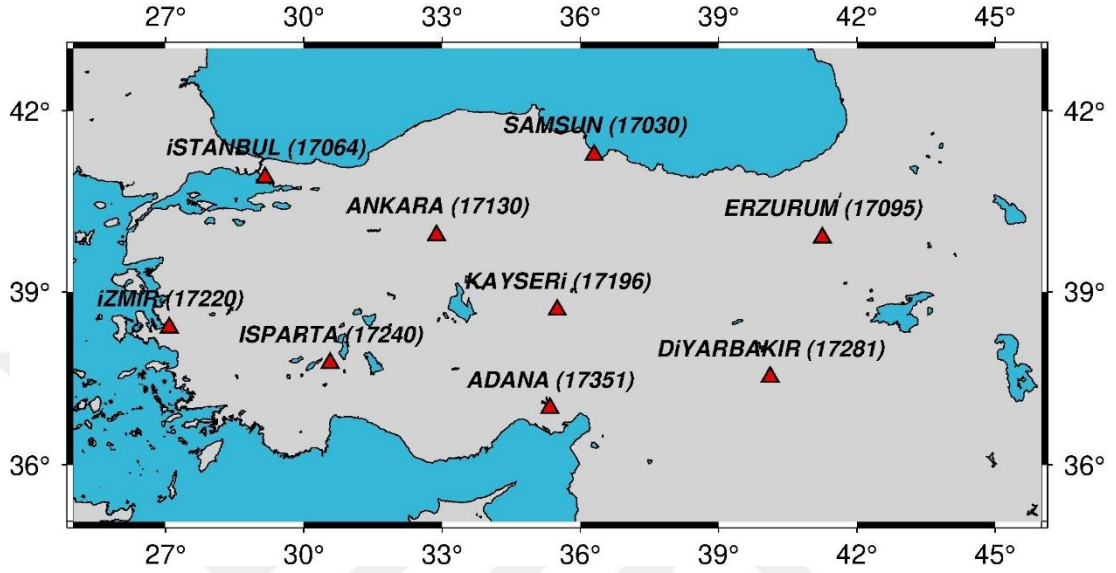 27° 30° 33° 36° 39° 42° 45°
42° 42°
SAMSUN (17030)
iSTANBUL (17064)
ANKARA (17130)
ERZURUM (17095)
39° 39°
KAYSERi (17196)
iZMiR (17220)
ISPARTA (17240)
DiYARBAKIR (17281)
ADANA (17351)
36° 36°
27° 30° 33° 36° 39° 42° 45°